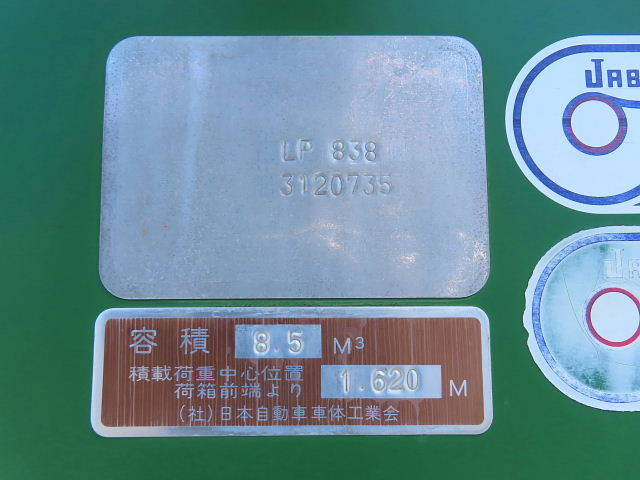 LP 838
3120735
容積 8.5 M³
積載荷重中心位置
荷箱前端より 1.620 M
(社)日本自動車車体工業会
JAB
JAB